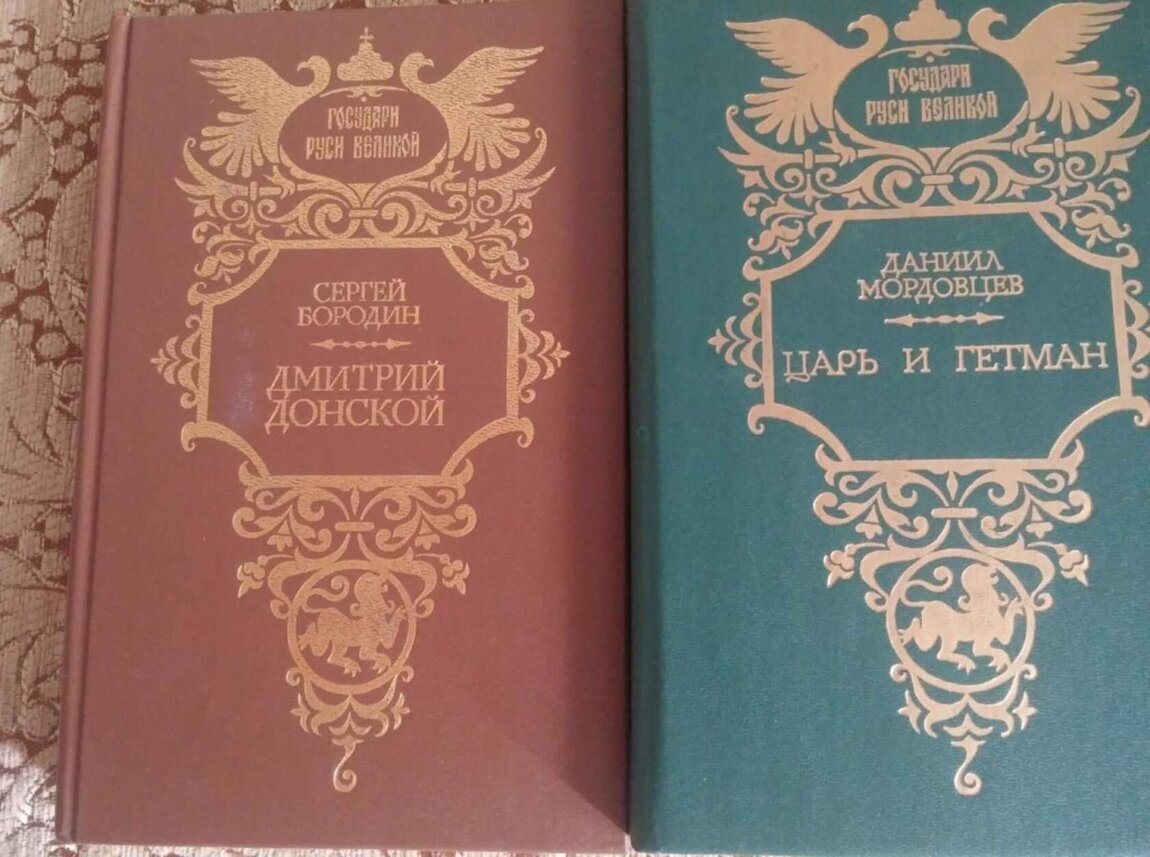 ГОСУДАРИ
РУСИ ВЕЛИКОЙ
СЕРГЕЙ
БОРОДИН
ДМИТРИЙ
ДОНСКОЙ
ГОСУДАРИ
РУСИ ВЕЛИКОЙ
ДАНИИЛ
МОРДОВЦЕВ
ЦАРЬ И ГЕТМАН